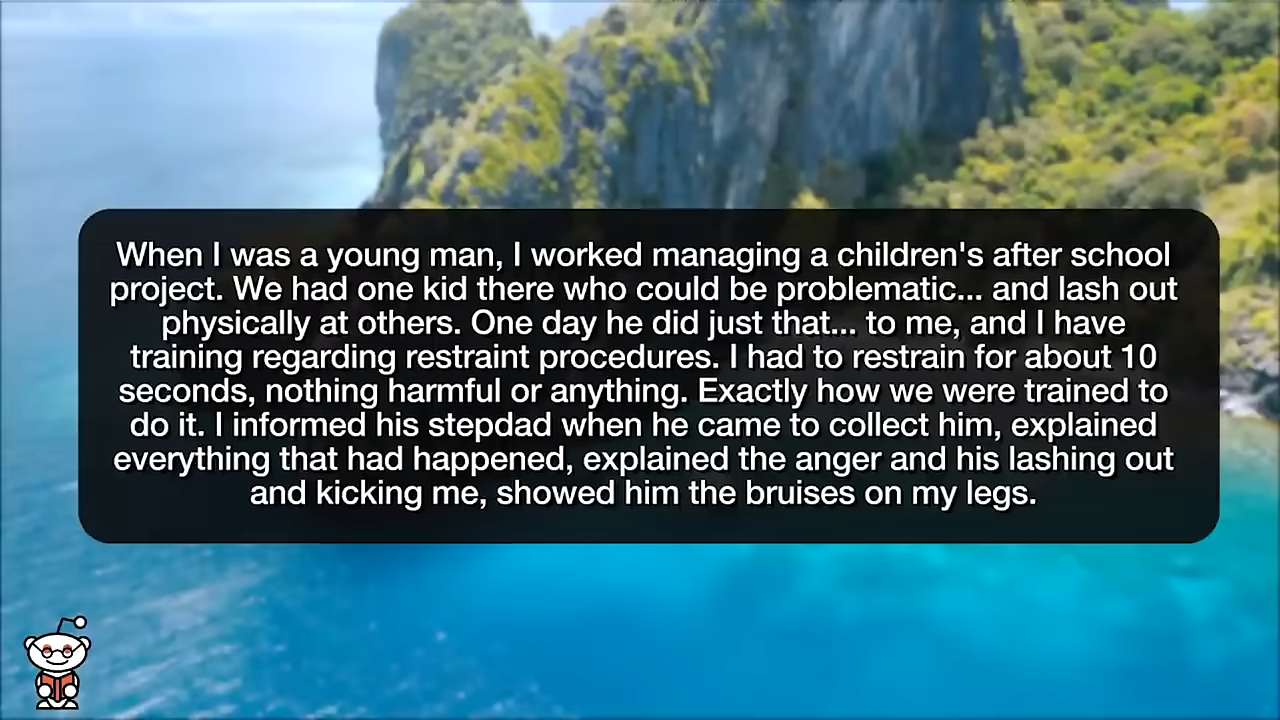 When I was a young man, I worked managing a children's after school
project. We had one kid there who could be problematic... and lash out
physically at others. One day he did just that... to me, and I have
training regarding restraint procedures. I had to restrain for about 10
seconds, nothing harmful or anything. Exactly how we were trained to
do it. I informed his stepdad when he came to collect him, explained
everything that had happened, explained the anger and his lashing out
and kicking me, showed him the bruises on my legs.